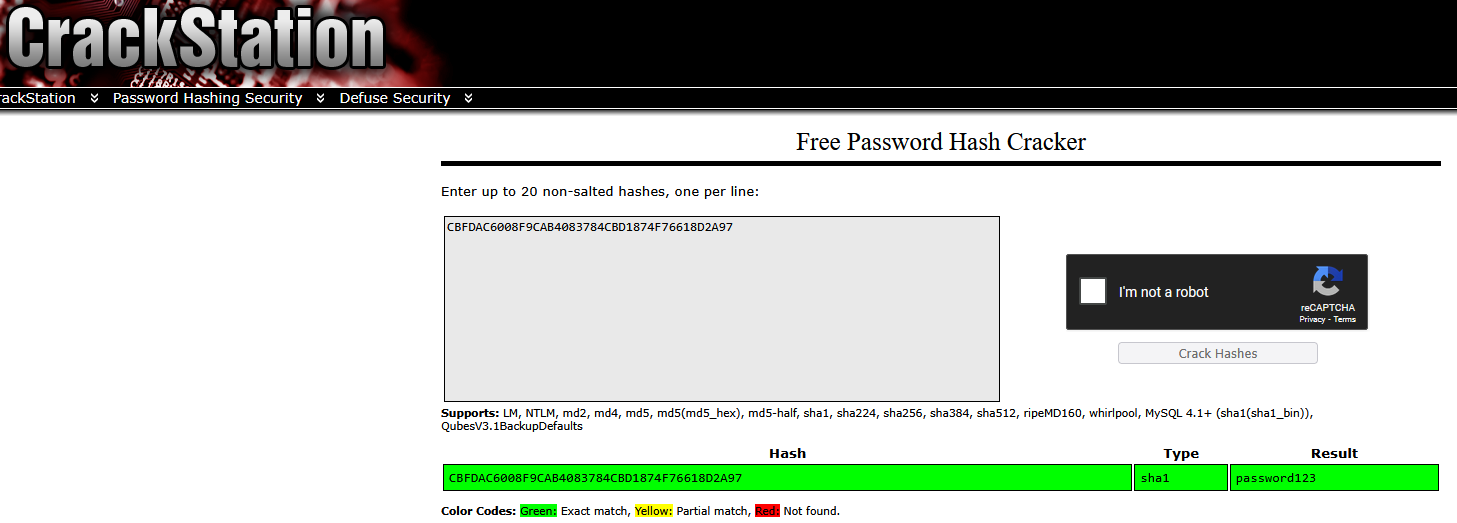 CrackStation
rackStation Password Hashing Security Defuse Security
Free Password Hash Cracker
Enter up to 20 non-salted hashes, one per line:
CBFDAC6008F9CAB4083784CBD1874F76618D2A97
I'm not a robot
reCAPTCHA
Privacy - Terms
Crack Hashes
Supports: LM, NTLM, md2, md4, md5, md5(md5_hex), md5-half, sha1, sha224, sha256, sha384, sha512, ripeMD160, whirlpool, MySQL 4.1+ (sha1(sha1_bin)),
QubesV3.1BackupDefaults
Hash Type Result
CBFDAC6008F9CAB4083784CBD1874F76618D2A97 sha1 password123
Color Codes: Green: Exact match, Yellow: Partial match, Red: Not found.